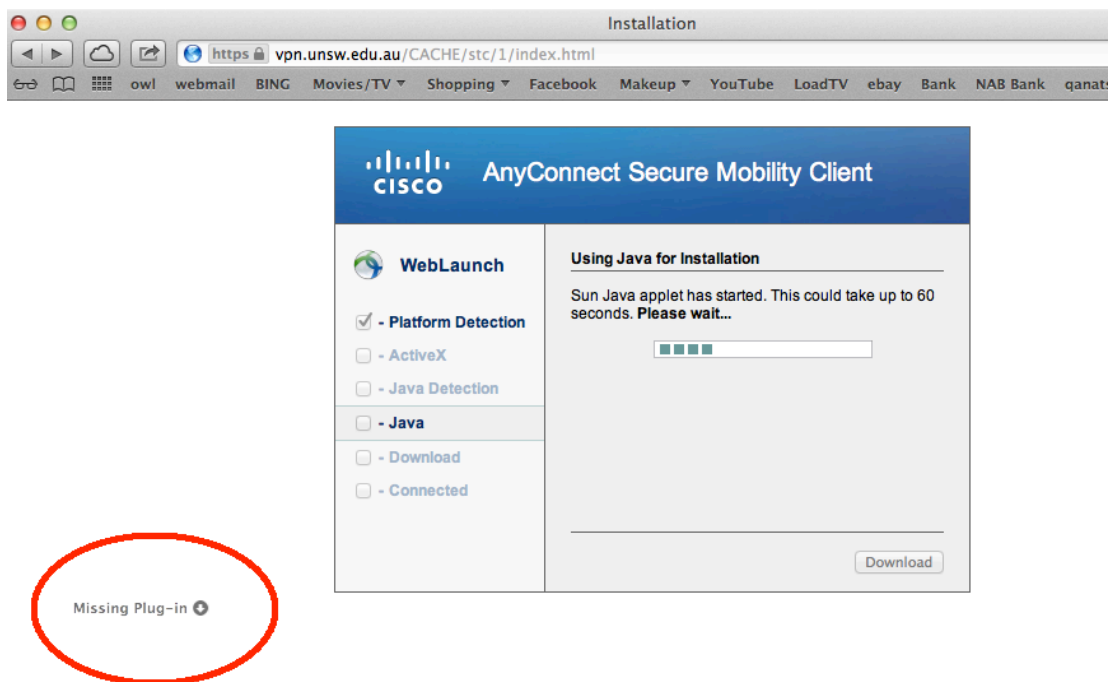 Installation
https vpn.unsw.edu.au/CACHE/stc/1/index.html
owl webmail BING Movies/TV Shopping Facebook Makeup YouTube LoadTV ebay Bank NAB Bank qanats
CISCO
AnyConnect Secure Mobility Client
WebLaunch
- Platform Detection
- ActiveX
- Java Detection
- Java
- Download
- Connected
Using Java for Installation
Sun Java applet has started. This could take up to 60
seconds. Please wait...
Download
Missing Plug-in